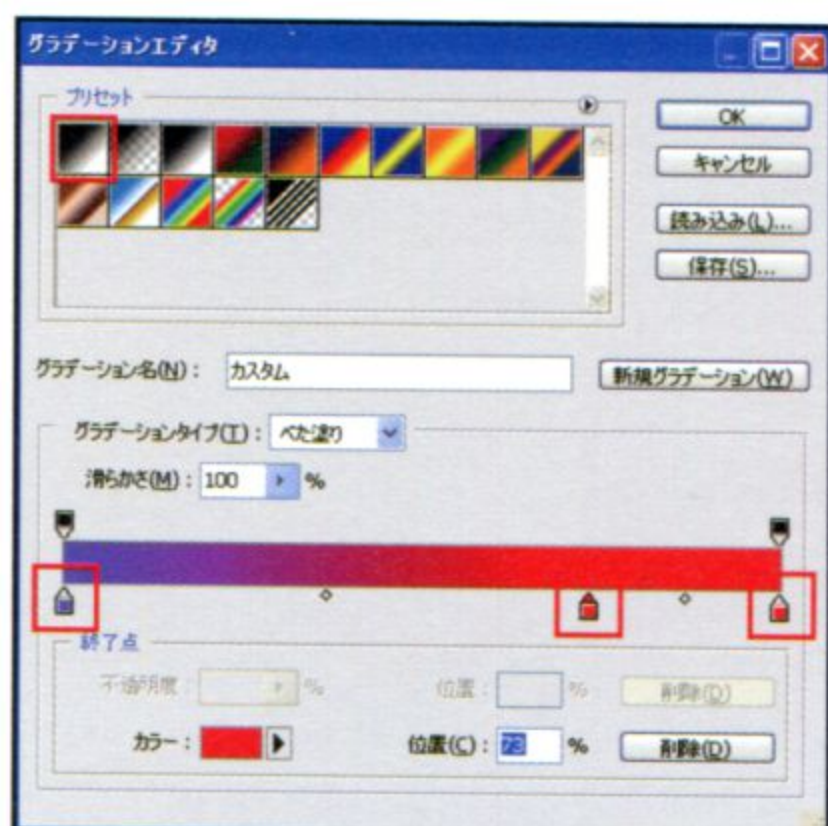 グラデーションエディタ
プリセット
OK
キャンセル
読み込み(L)...
保存(S)...
グラデーション名(N): カスタム 新規グラデーション(W)
グラデーションタイプ(T): べた塗り
滑らかさ(M): 100 %
終了点
不透明度: % 位置: % 削除(D)
カラー: 位置(C): 73 % 削除(D)